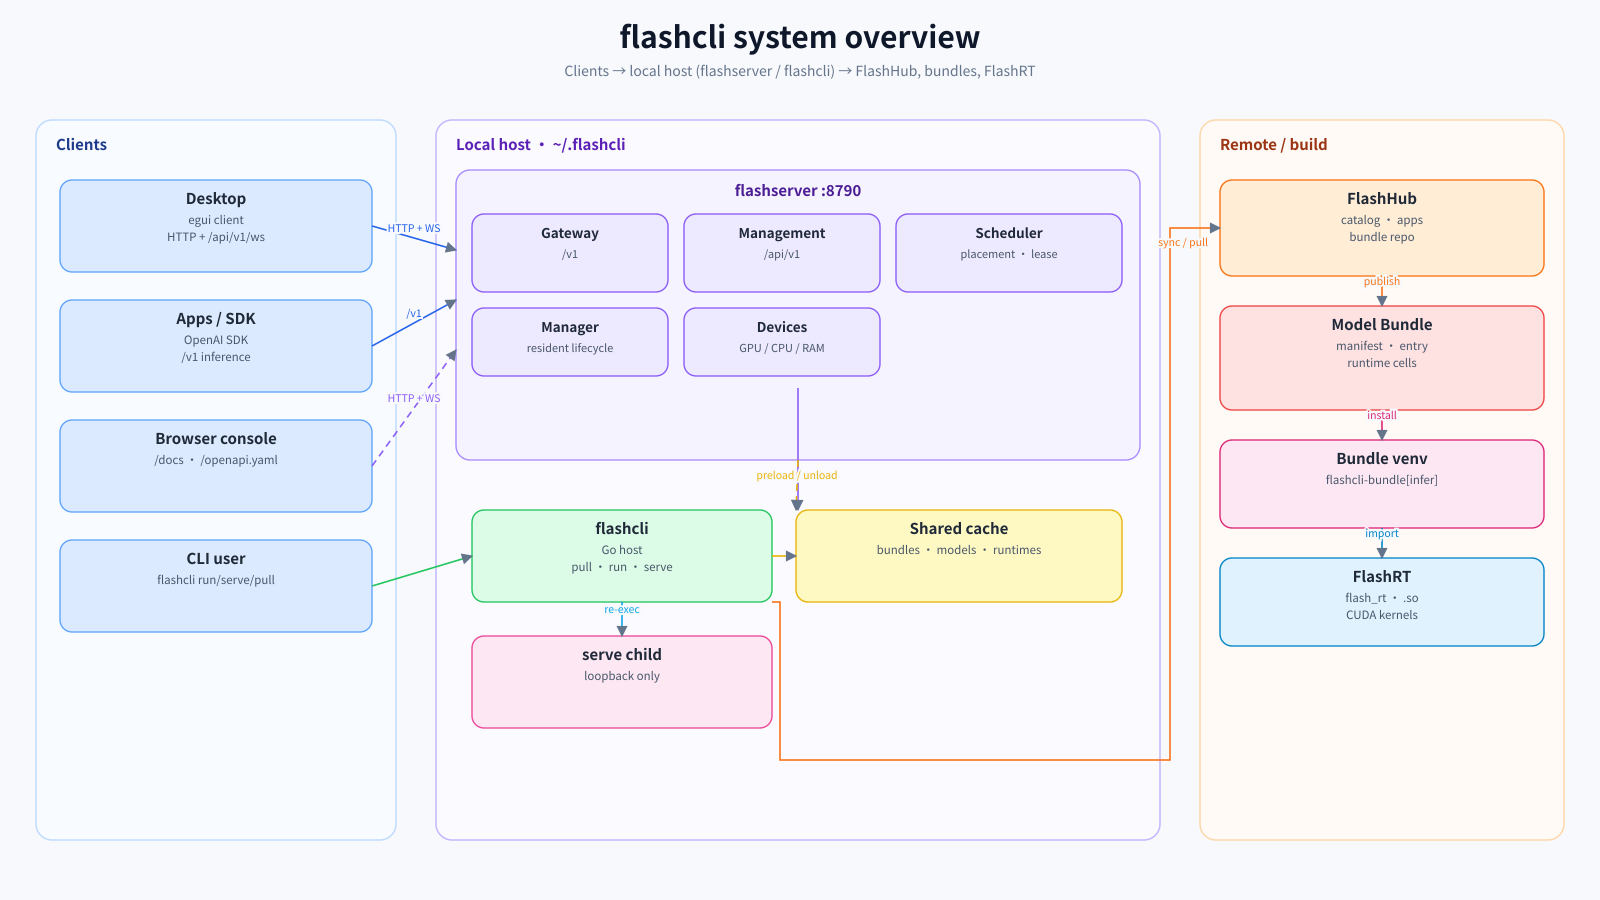 flashcli system overview
Clients → local host (flashserver / flashcli) → FlashHub, bundles, FlashRT
Clients
Desktop
egui client
HTTP + /api/v1/ws
Apps / SDK
OpenAI SDK
/v1 inference
Browser console
/docs • /openapi.yaml
CLI user
flashcli run/serve/pull
HTTP + WS
/v1
HTTP + WS
Local host • ~/.flashcli
flashserver :8790
Gateway
/v1
Management
/api/v1
Scheduler
placement • lease
Manager
resident lifecycle
Devices
GPU / CPU / RAM
preload / unload
flashcli
Go host
pull • run • serve
Shared cache
bundles • models • runtimes
re-exec
serve child
loopback only
sync / pull
Remote / build
FlashHub
catalog • apps
bundle repo
publish
Model Bundle
manifest • entry
runtime cells
install
Bundle venv
flashcli-bundle[infer]
import
FlashRT
flash_rt • .so
CUDA kernels